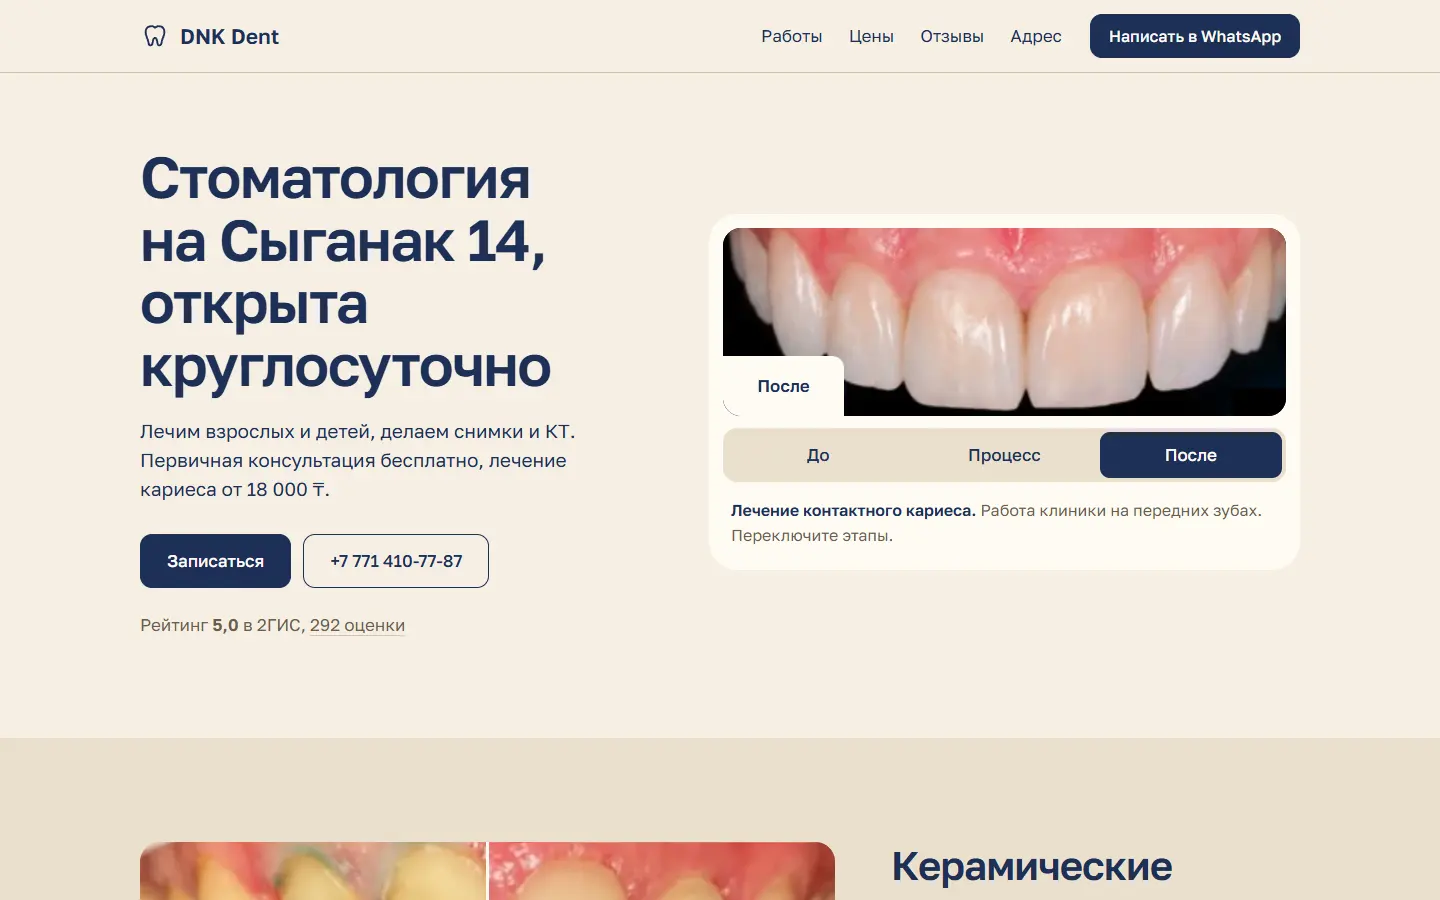 DNK Dent
Работы
Цены
Отзывы
Адрес
Написать в WhatsApp
Стоматология
на Сыганак 14,
открыта
круглосуточно
Лечим взрослых и детей, делаем снимки и КТ.
Первичная консультация бесплатно, лечение
кариеса от 18 000 ₸.
Записаться
+7 771 410-77-87
Рейтинг 5,0 в 2ГИС, 292 оценки
После
До
Процесс
После
Лечение контактного кариеса. Работа клиники на передних зубах.
Переключите этапы.
Керамические